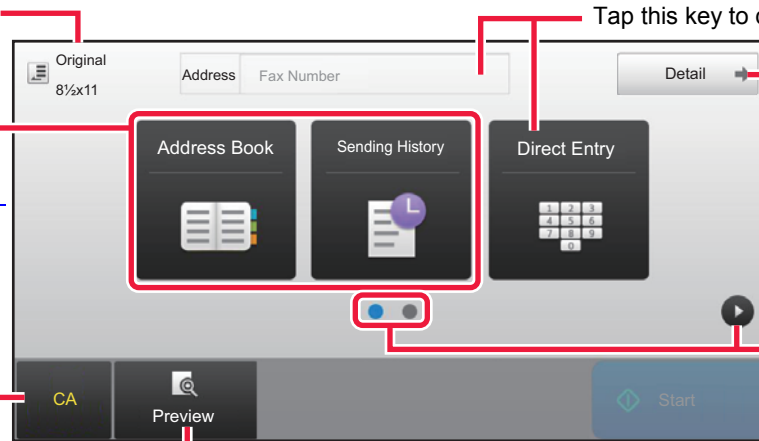 Tap this key to
Original
8½x11
Address
Fax Number
Detail
Address Book
Sending History
Direct Entry
1 2 3
4 5 6
7 8 9
0
CA
Preview
Start